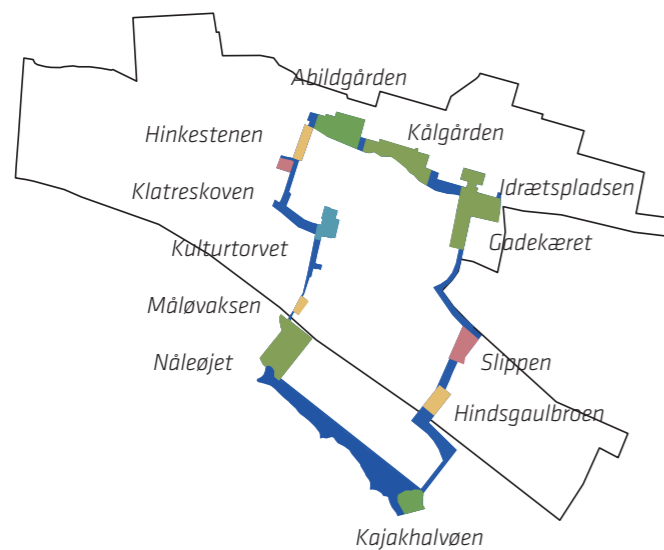 Abildgården
Hinkestenen
Kålgården
Klatreskoven
Idrætspladsen
Kulturtorvet
Gadekæret
Måløvaksen
Nåleøjet
Slippen
Hindsgaulbroen
Kajakhalvøen